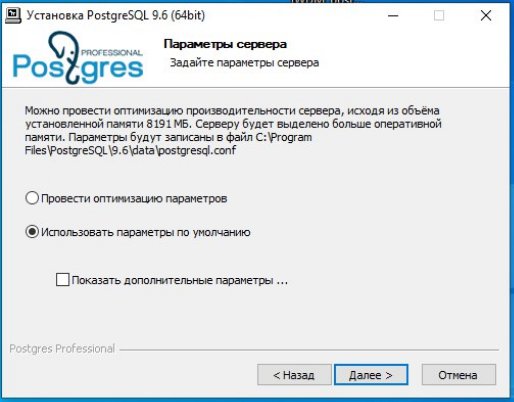 Установка PostgreSQL 9.6 (64bit)
PROFESSIONAL
Postgres
Параметры сервера
Задайте параметры сервера
Можно провести оптимизацию производительности сервера, исходя из объёма
установленной памяти 8191 МБ. Серверу будет выделено больше оперативной
памяти. Параметры будут записаны в файл C:\Program
Files\PostgreSQL\9.6\data\postgresql.conf
Провести оптимизацию параметров
Использовать параметры по умолчанию
Показать дополнительные параметры ...
Postgres Professional
< Назад
Далее >
Отмена